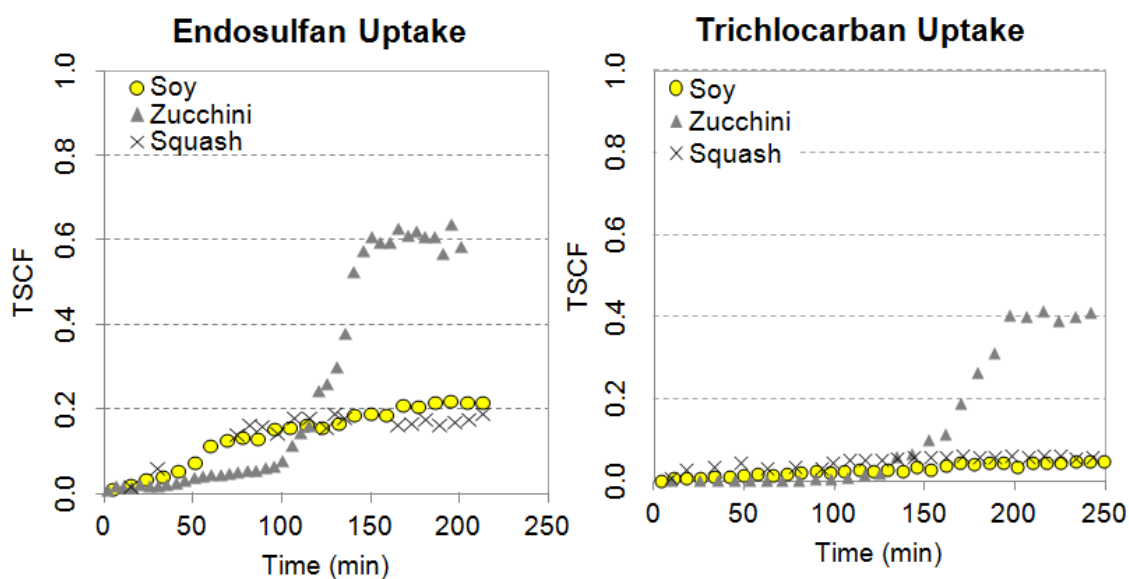 Endosulfan Uptake
TSCF
1.0
0.8
0.6
0.4
0.2
0.0
Soy
Zucchini
Squash
0 50 100 150 200 250
Time (min)
Trichlocarban Uptake
TSCF
1.0
0.8
0.6
0.4
0.2
0.0
Soy
Zucchini
Squash
0 50 100 150 200 250
Time (min)